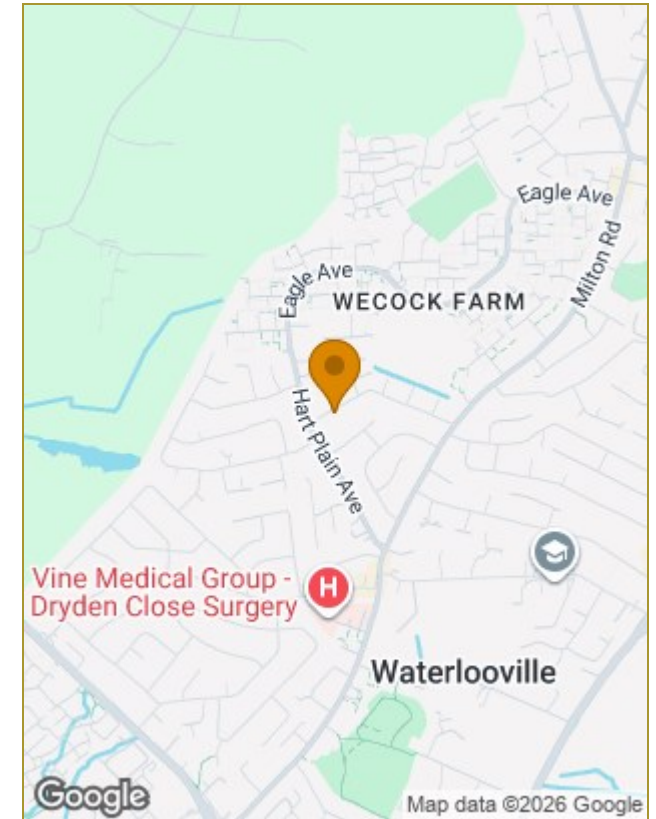 Eagle Ave
Milton Rd
Eagle Ave
WECOCK FARM
Hart Plain Ave
Vine Medical Group -
Dryden Close Surgery
H
Waterlooville
Google
Map data ©2026 Google